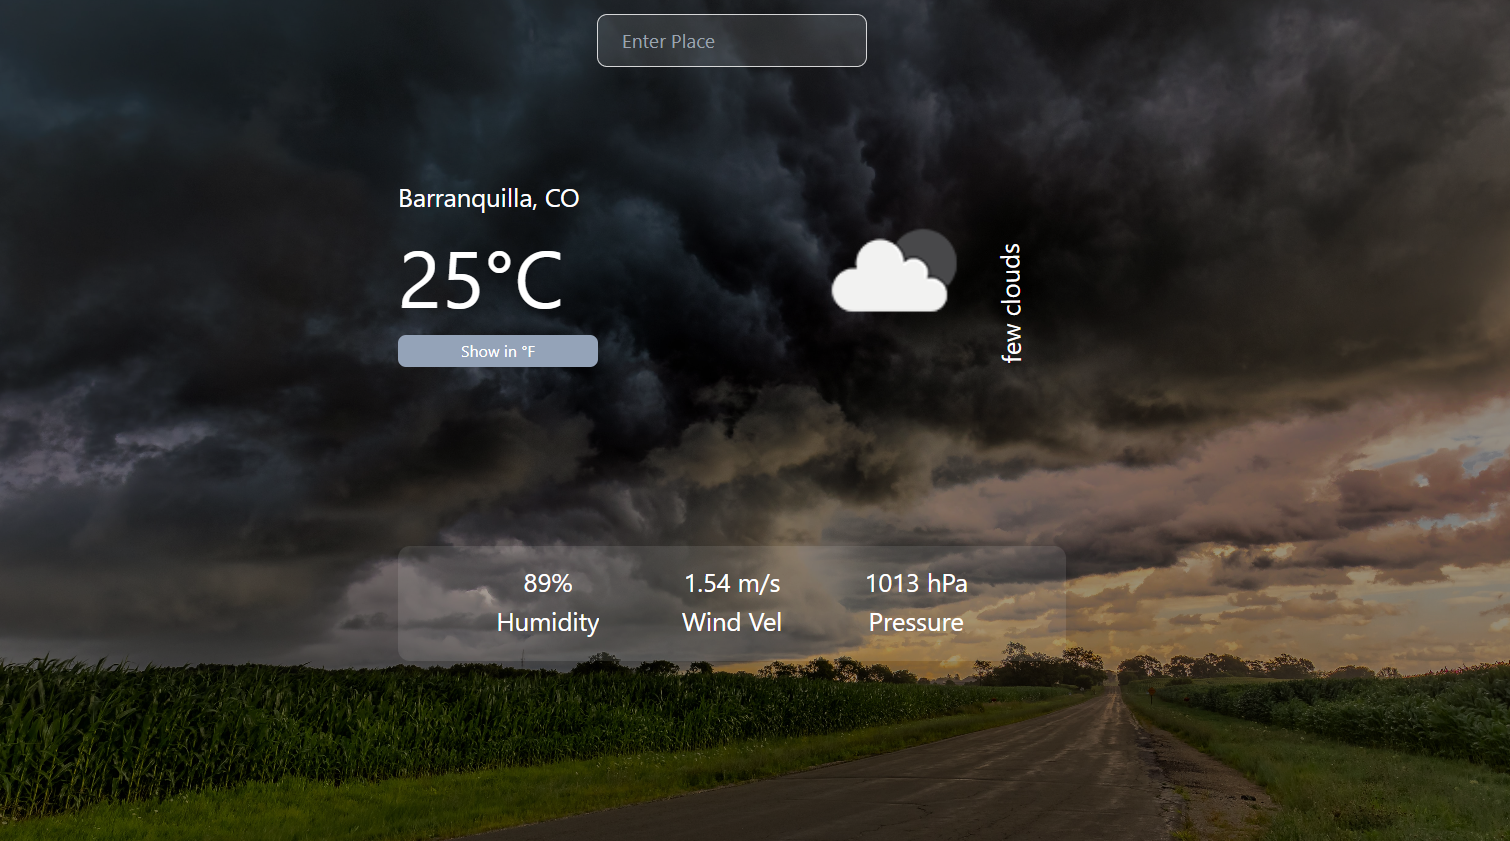 Enter Place
Barranquilla, CO
25°C
Show in °F
few clouds
89%
Humidity
1.54 m/s
Wind Vel
1013 hPa
Pressure